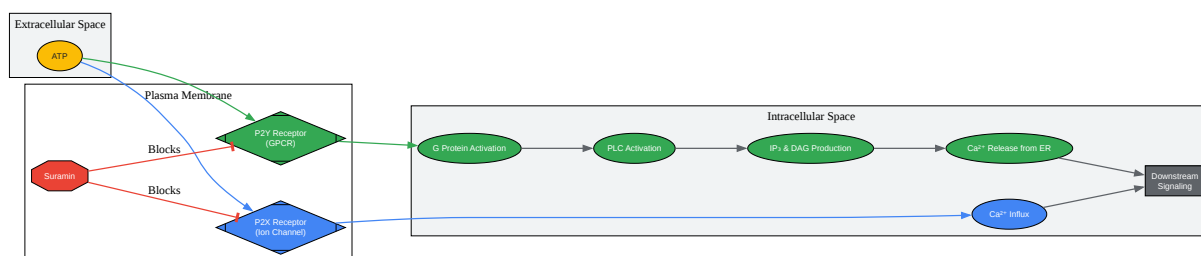 Extracellular Space
ATP
Plasma Membrane
P2Y Receptor
(GPCR)
Blocks
Suramin
Blocks
P2X Receptor
(Ion Channel)
Intracellular Space
G Protein Activation
PLC Activation
IP₃ & DAG Production
Ca²⁺ Release from ER
Downstream
Signaling
Ca²⁺ Influx